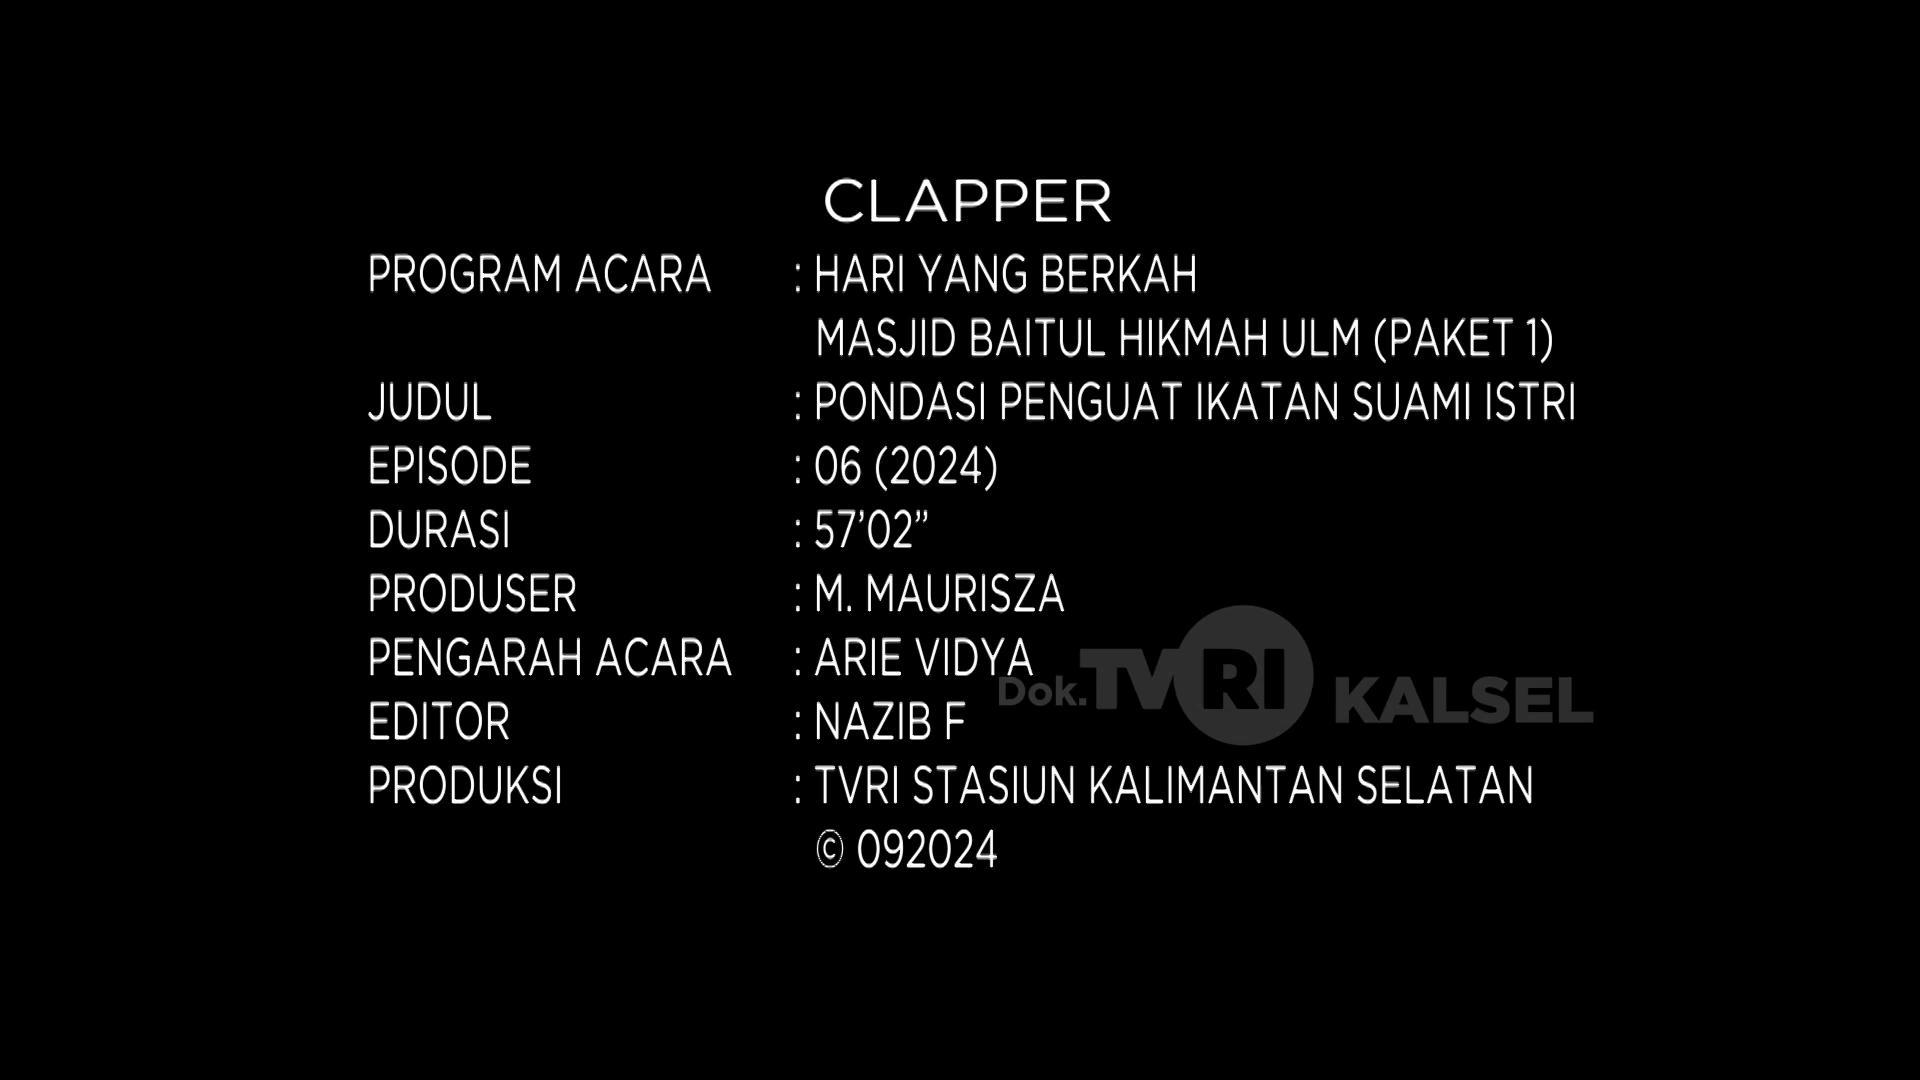 CLAPPER
PROGRAM ACARA : HARI YANG BERKAH
MASJID BAITUL HIKMAH ULM (PAKET 1)
JUDUL : PONDASI PENGUAT IKATAN SUAMI ISTRI
EPISODE : 06 (2024)
DURASI : 57’02”
PRODUSER : M. MAURISZA
PENGARAH ACARA : ARIE VIDYA
Dok. TVRI KALSEL
EDITOR : NAZIB F
PRODUKSI : TVRI STASIUN KALIMANTAN SELATAN
© 092024